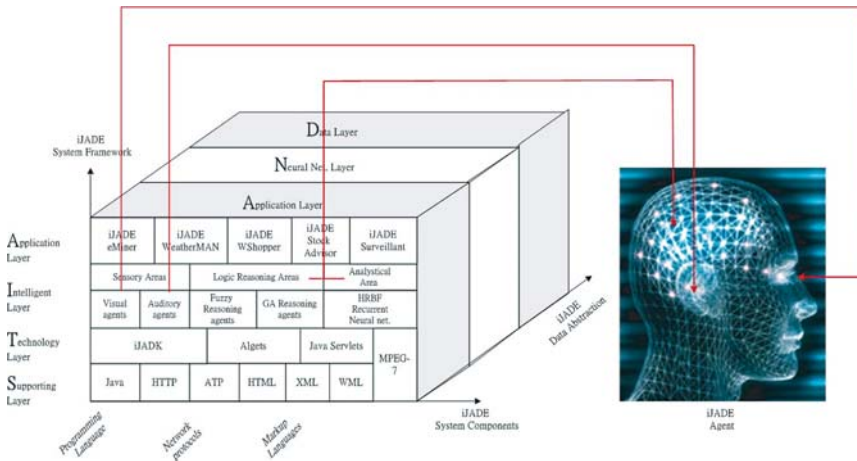 iJADE
System Framework
Data Layer
Neural Net. Layer
Application Layer
Application
Layer
iJADE
eMiner
iJADE
WeatherMAN
iJADE
WShopper
iJADE
Stock
Advisor
iJADE
Surveillant
Intelligent
Layer
Sensory Areas
Logic Reasoning Areas
Analytical
Area
Visual
agents
Auditory
agents
Fuzzy
Reasoning
agents
GA Reasoning
agents
HRBF
Recurrent
Neural net.
Technology
Layer
iJADK
Algets
Java Servlets
MPEG-
7
Supporting
Layer
Java
HTTP
ATP
HTML
XML
WML
Programming
Language
Network
protocols
Markup
Languages
iJADE
System Components
iJADE
Data Abstraction
iJADE
Agent